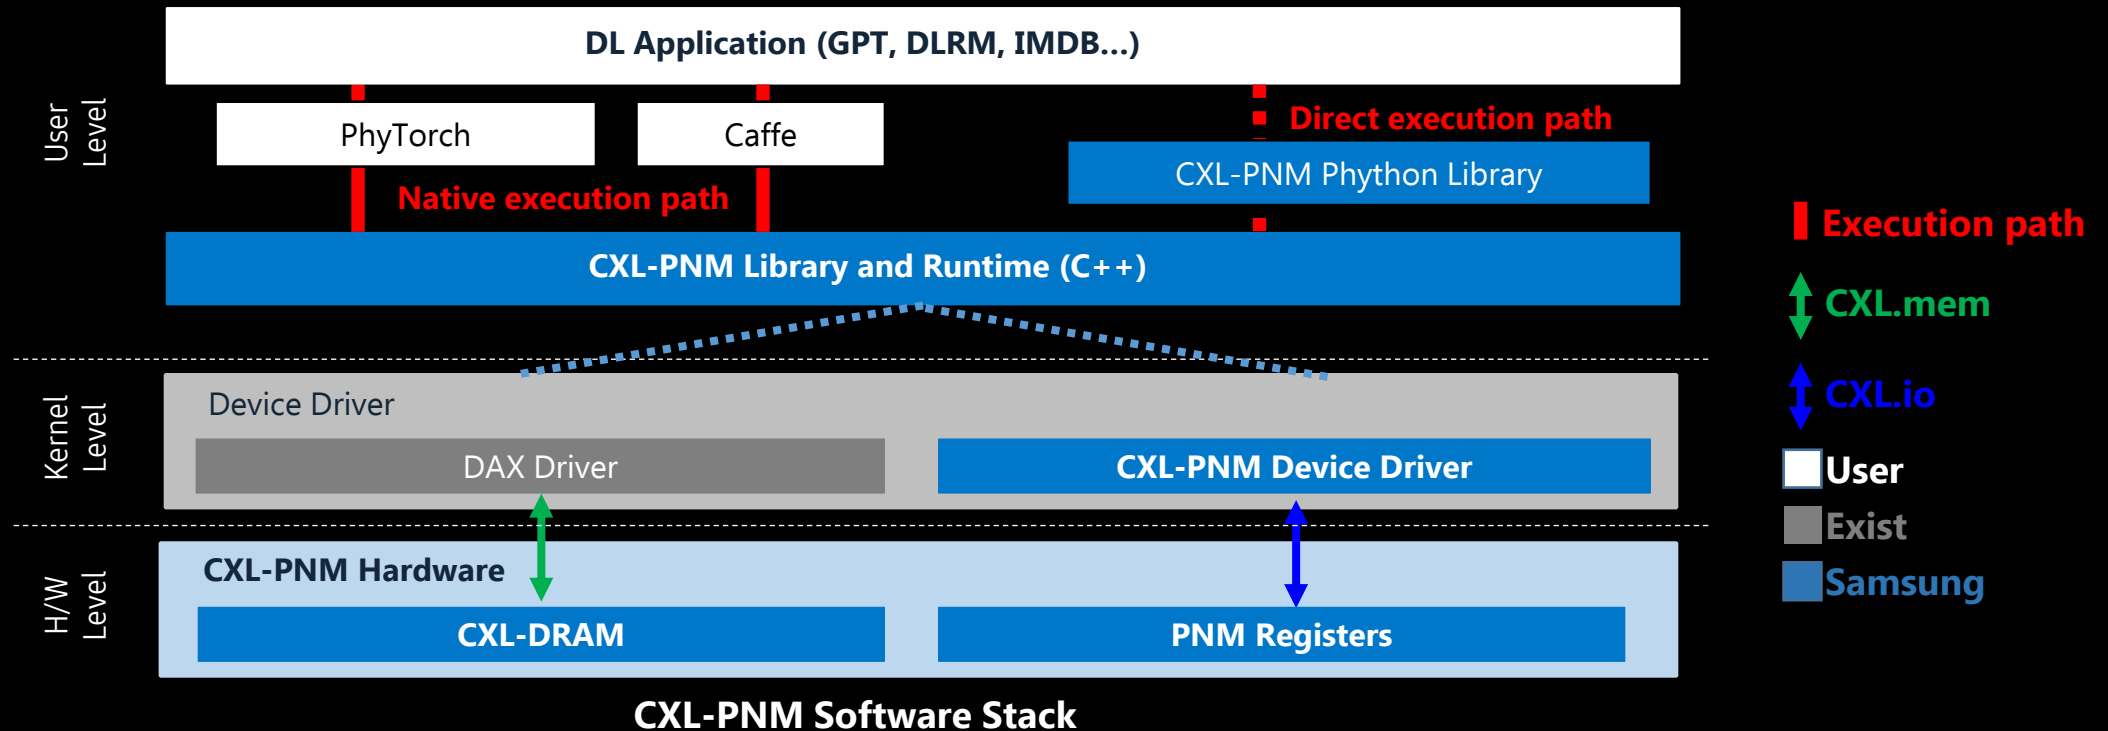 DL Application (GPT, DLRM, IMDB...)
User
Level
PhyTorch
Caffe
Direct execution path
CXL-PNM Phython Library
Native execution path
CXL-PNM Library and Runtime (C++)
Kernel
Level
Device Driver
DAX Driver
CXL-PNM Device Driver
H/W
Level
CXL-PNM Hardware
CXL-DRAM
PNM Registers
CXL-PNM Software Stack
Execution path
CXL.mem
CXL.io
User
Exist
Samsung